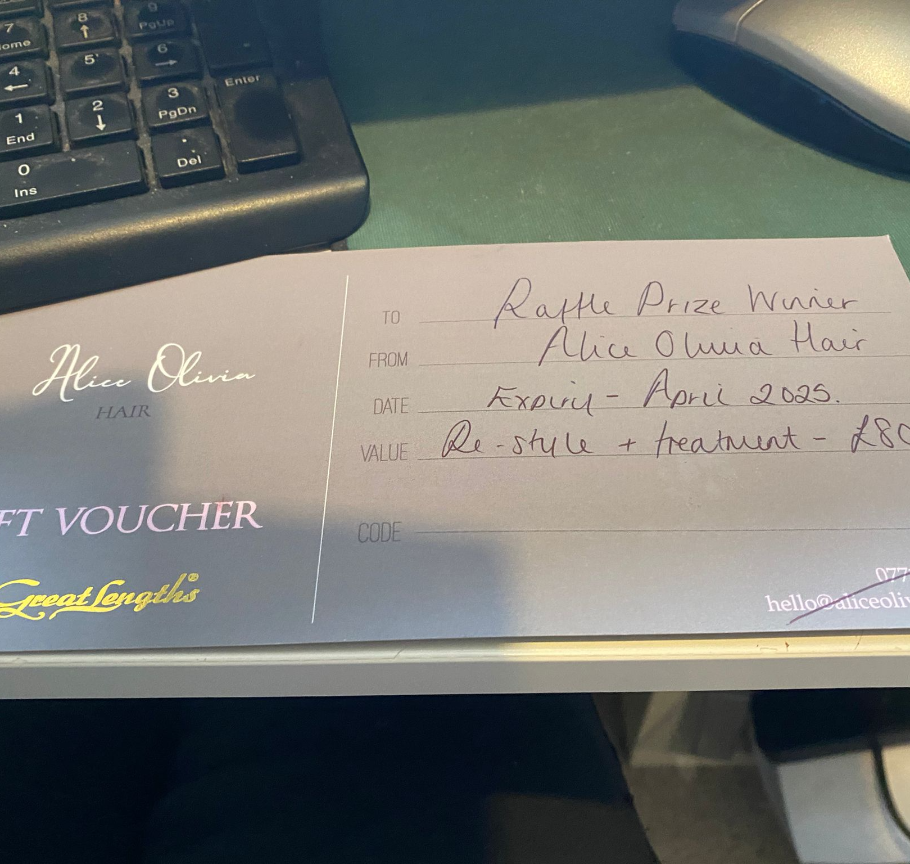 7 8 9
Home ↑ PgUp
4 5 6
← →
Enter
1 2 3
End ↓ PgDn
0 .
Ins Del
Alice Olivia
HAIR
FT VOUCHER
Great Lengths®
TO Raffle Prize Winner
FROM Alice Olivia Hair
DATE Expiry - April 2025.
VALUE Re-style + treatment - £80
CODE
077
hello@aliceoliv